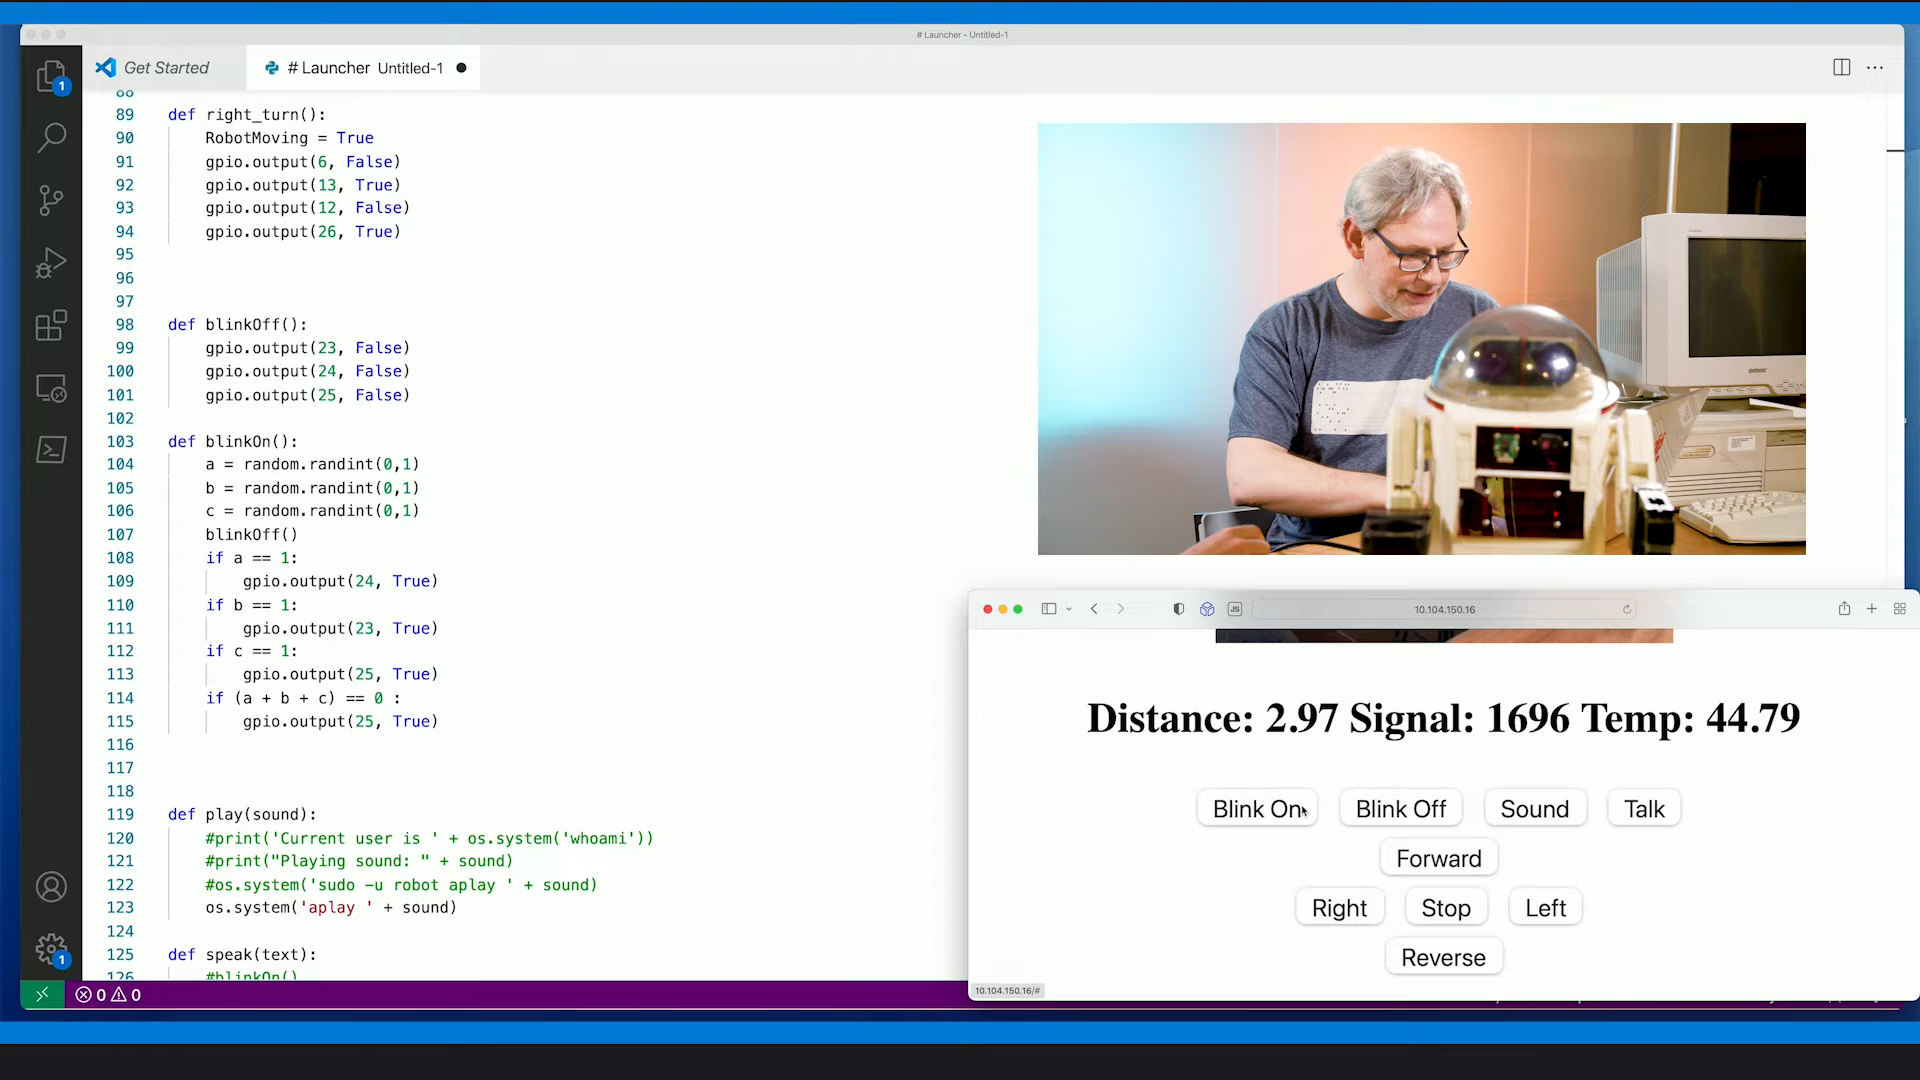 # Launcher • Untitled-1
Get Started
# Launcher Untitled-1
1
88
89 def right_turn():
90 RobotMoving = True
91 gpio.output(6, False)
92 gpio.output(13, True)
93 gpio.output(12, False)
94 gpio.output(26, True)
95
96
97
98 def blinkOff():
99 gpio.output(23, False)
100 gpio.output(24, False)
101 gpio.output(25, False)
102
103 def blinkOn():
104 a = random.randint(0,1)
105 b = random.randint(0,1)
106 c = random.randint(0,1)
107 blinkOff()
108 if a == 1:
109 gpio.output(24, True)
110 if b == 1:
111 gpio.output(23, True)
112 if c == 1:
113 gpio.output(25, True)
114 if (a + b + c) == 0 :
115 gpio.output(25, True)
116
117
118
119 def play(sound):
120 #print('Current user is ' + os.system('whoami'))
121 #print("Playing sound: " + sound)
122 #os.system('sudo -u robot aplay ' + sound)
123 os.system('aplay ' + sound)
124
125 def speak(text):
126 #blinkOn()
1
0 0
JS
10.104.150.16
Distance: 2.97 Signal: 1696 Temp: 44.79
Blink On Blink Off Sound Talk
Forward
Right Stop Left
Reverse
10.104.150.16/#